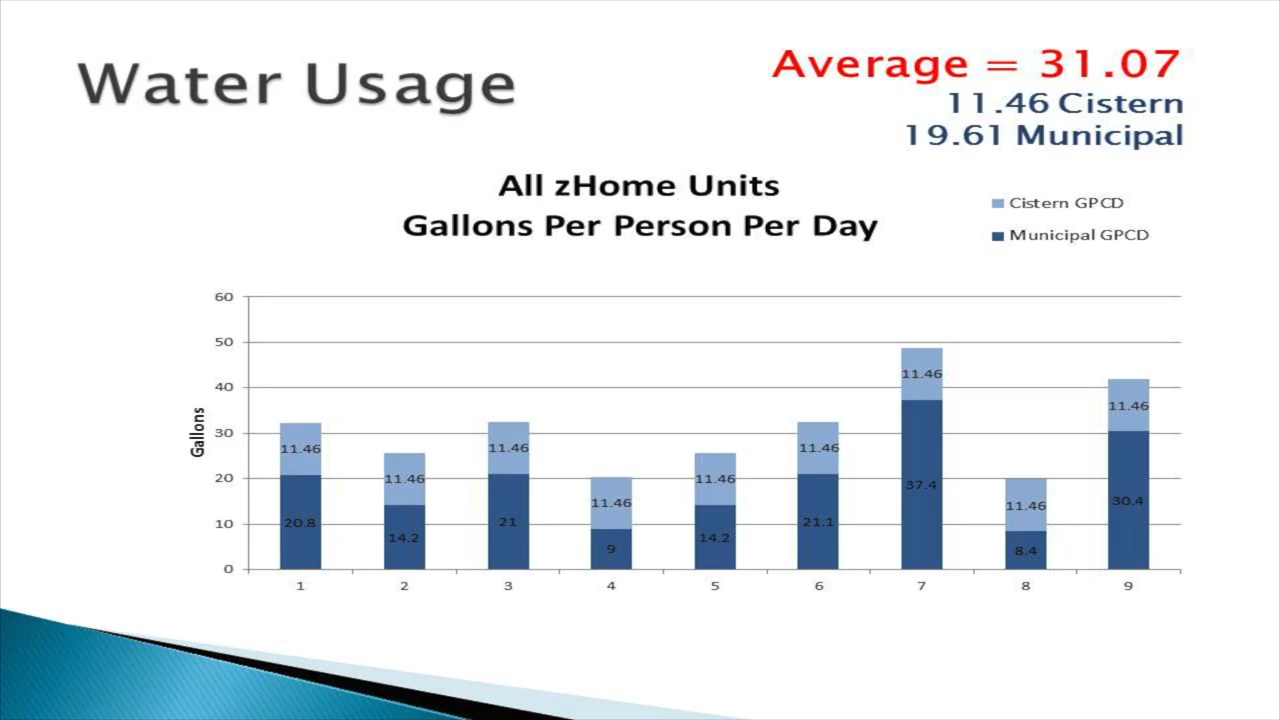 Water Usage
Average = 31.07
11.46 Cistern
19.61 Municipal
All zHome Units
Gallons Per Person Per Day
Cistern GPCD
Municipal GPCD
Gallons
60
50
40
30
20
10
0
11.46
20.8
11.46
14.2
11.46
21
11.46
9
11.46
14.2
11.46
21.1
11.46
37.4
11.46
8.4
11.46
30.4
1 2 3 4 5 6 7 8 9